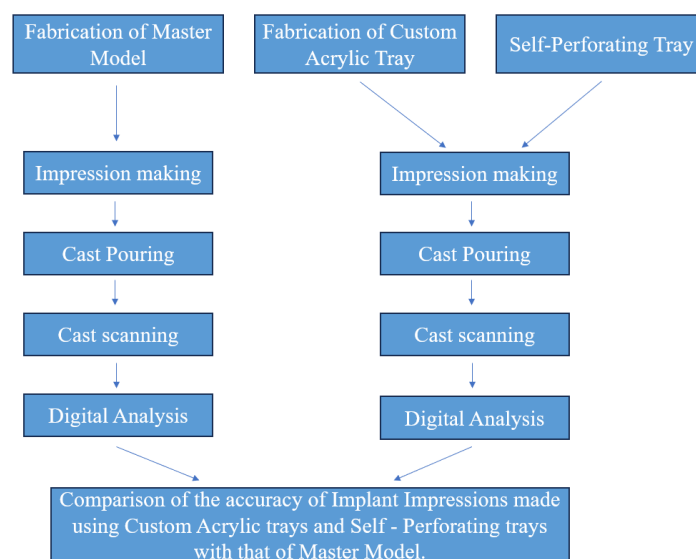 Fabrication of Master
Model
Fabrication of Custom
Acrylic Tray
Self-Perforating Tray
Impression making
Impression making
Cast Pouring
Cast Pouring
Cast scanning
Cast scanning
Digital Analysis
Digital Analysis
Comparison of the accuracy of Implant Impressions made
using Custom Acrylic trays and Self - Perforating trays
with that of Master Model.